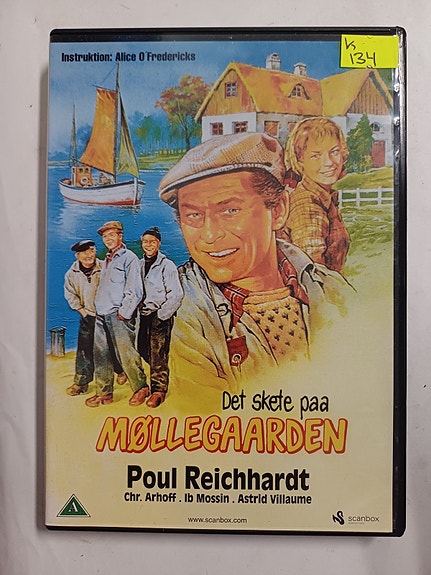 Instruktion: Alice O'Fredericks
K
134
Det skete paa
MØLLEGAARDEN
Poul Reichhardt
Chr. Arhoff . Ib Mossin . Astrid Villaume
A
www.scanbox.com
scanbox